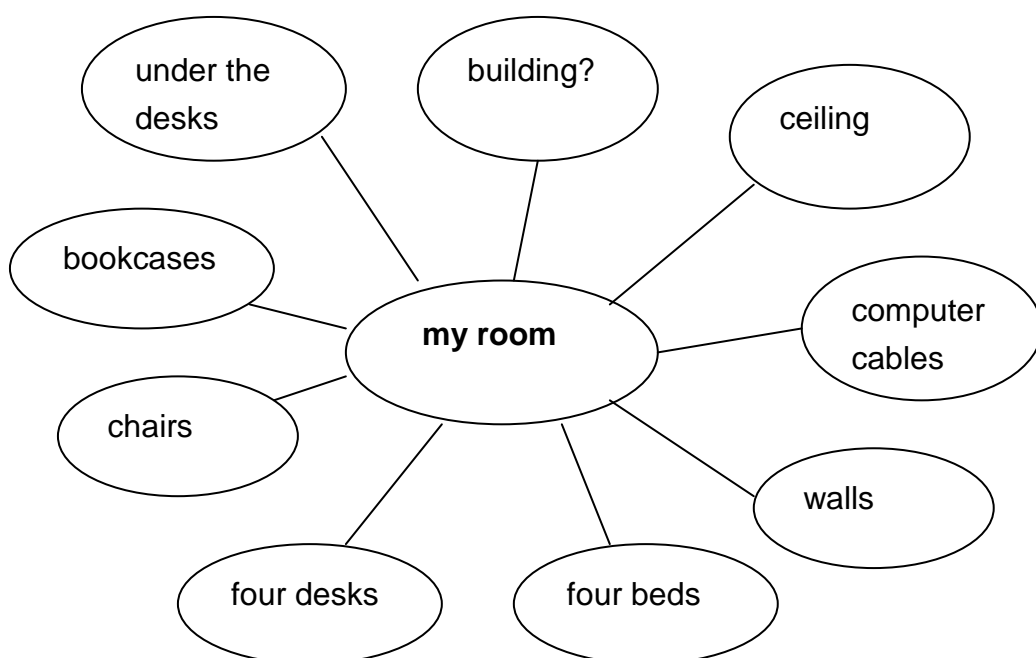 under the
desks
building?
ceiling
bookcases
my room
computer
cables
chairs
walls
four desks
four beds